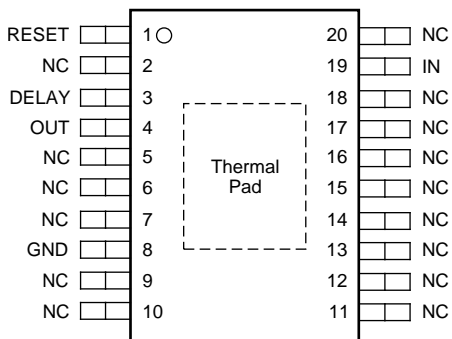 RESET 1 20 NC
NC 2 19 IN
DELAY 3 18 NC
OUT 4 17 NC
NC 5 16 NC
Thermal
Pad
NC 6 15 NC
NC 7 14 NC
GND 8 13 NC
NC 9 12 NC
NC 10 11 NC